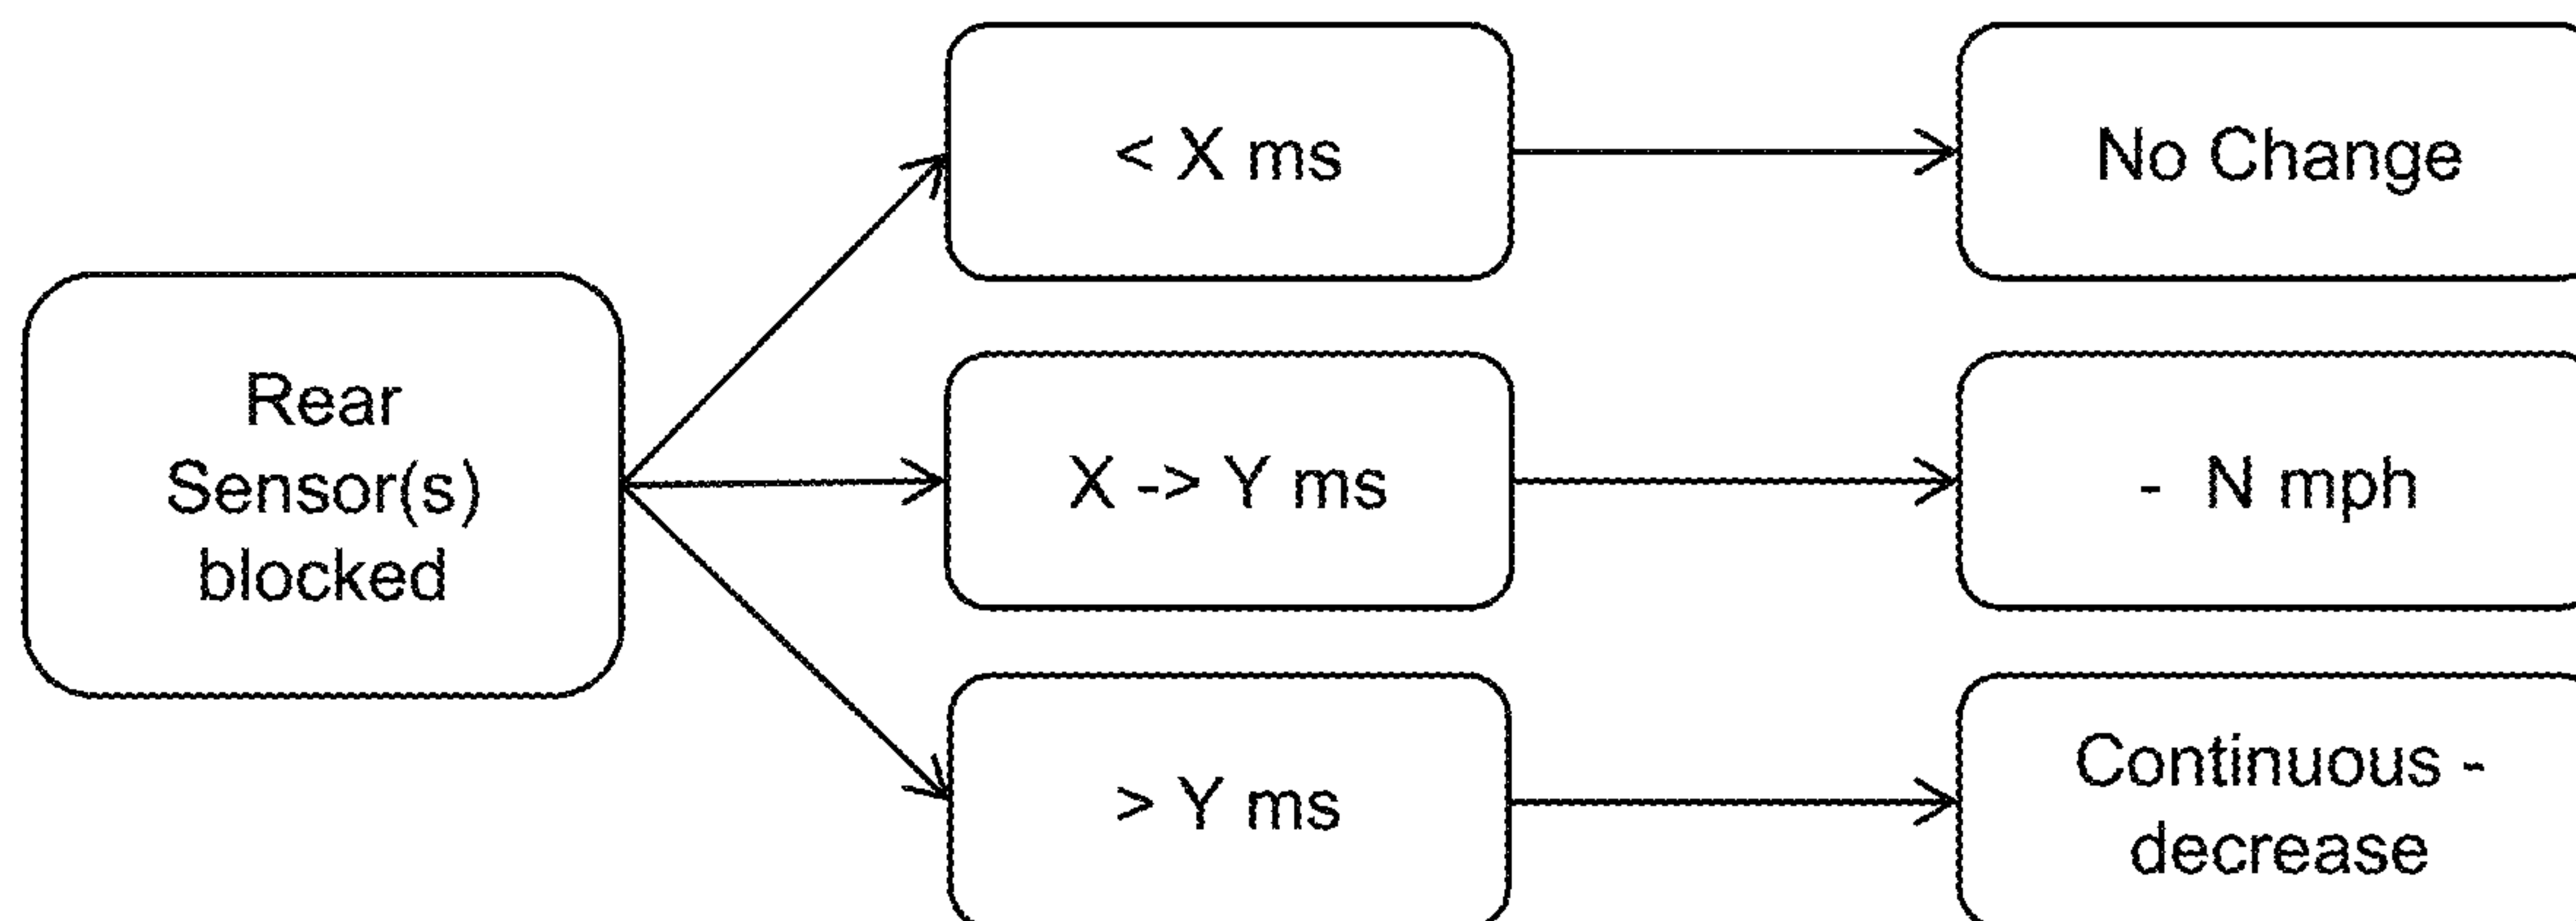 Rear
Sensor(s)
blocked
< X ms
No Change
X -> Y ms
- N mph
> Y ms
Continuous -
decrease